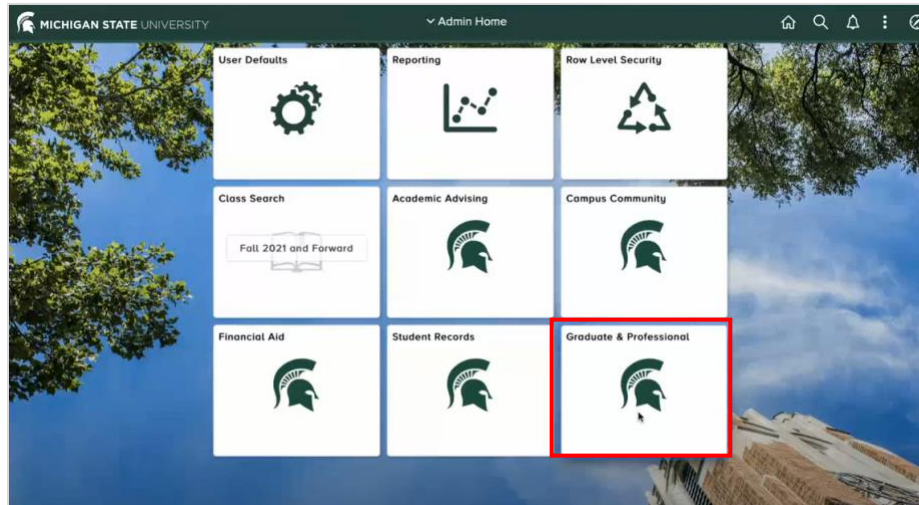 MICHIGAN STATE UNIVERSITY
Admin Home
User Defaults
Reporting
Row Level Security
Class Search
Fall 2021 and Forward
Academic Advising
Campus Community
Financial Aid
Student Records
Graduate & Professional